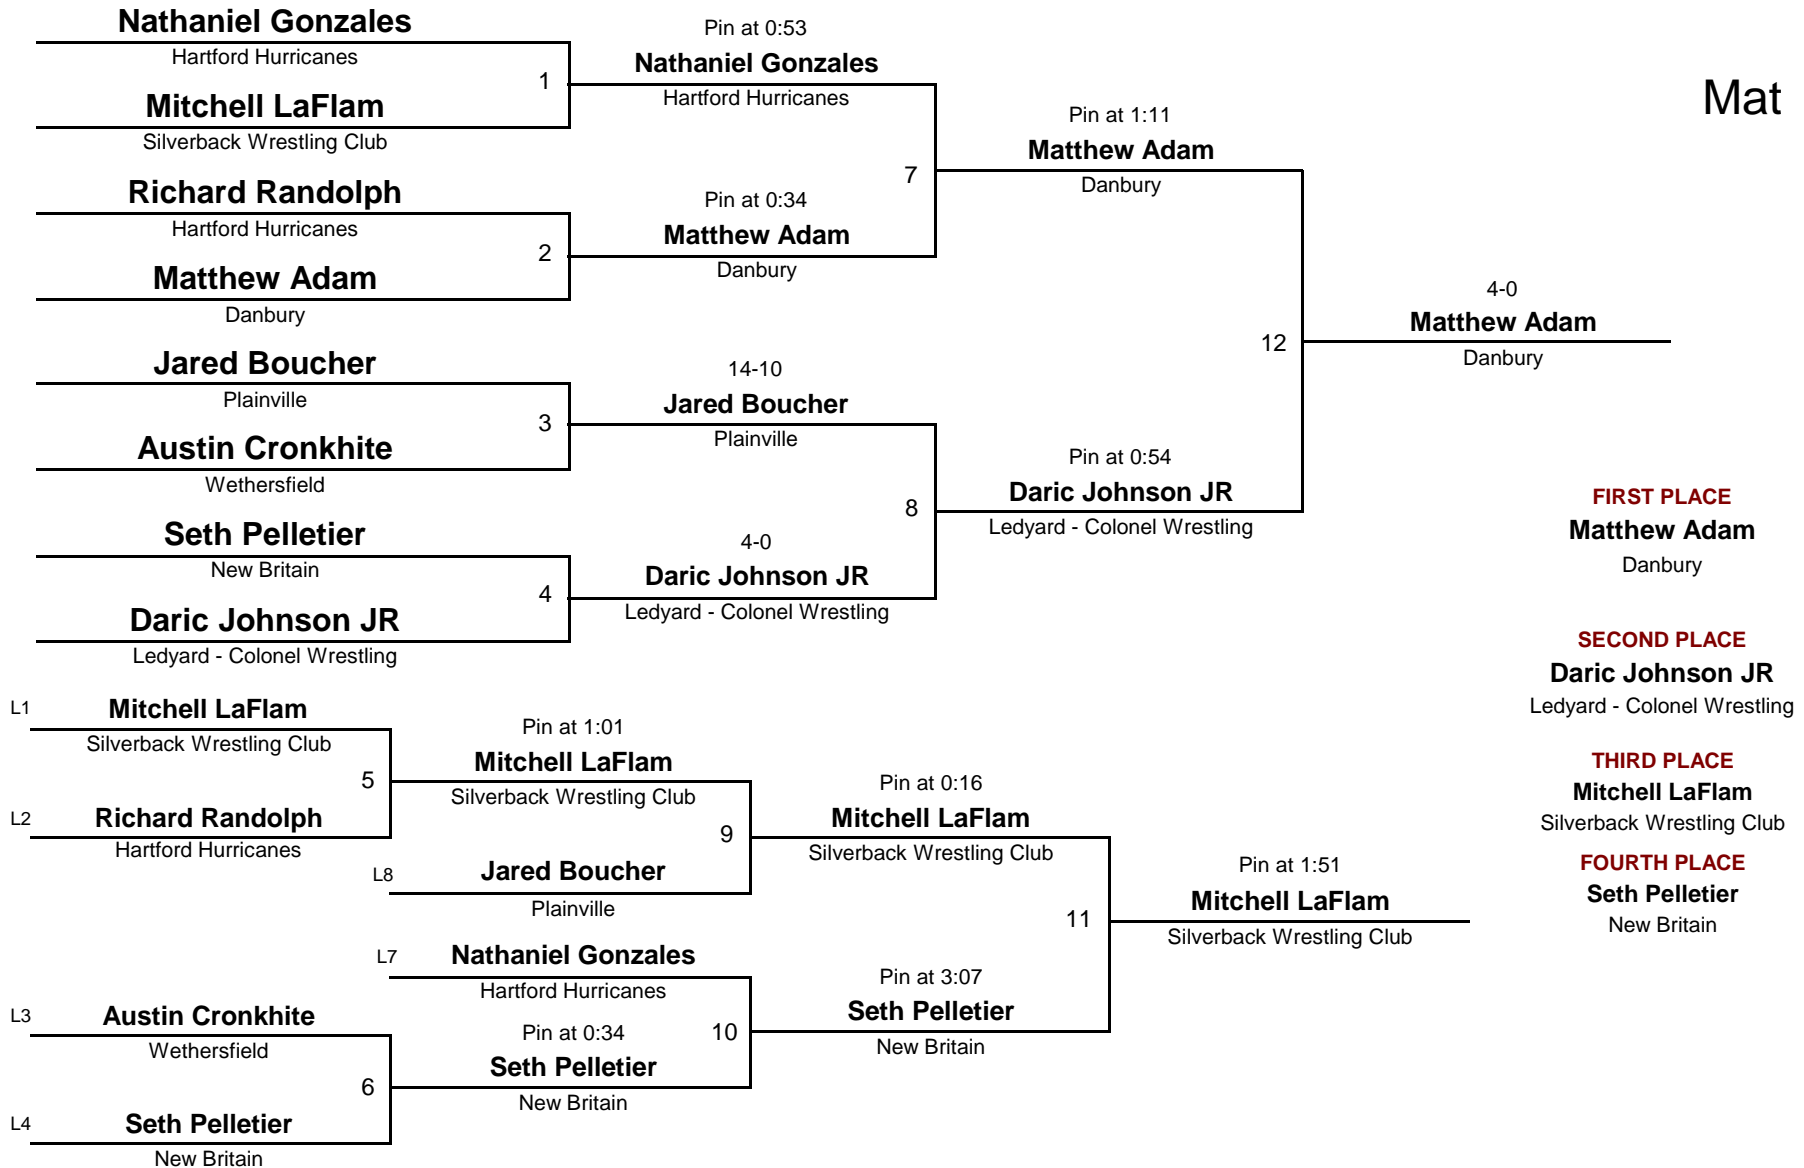 Nathaniel Gonzales
Hartford Hurricanes
1
Mitchell LaFlam
Silverback Wrestling Club
Richard Randolph
Hartford Hurricanes
2
Matthew Adam
Danbury
Jared Boucher
Plainville
3
Austin Cronkhite
Wethersfield
Seth Pelletier
New Britain
4
Daric Johnson JR
Ledyard - Colonel Wrestling
Pin at 0:53
Nathaniel Gonzales
Hartford Hurricanes
7
Pin at 0:34
Matthew Adam
Danbury
14-10
Jared Boucher
Plainville
8
4-0
Daric Johnson JR
Ledyard - Colonel Wrestling
Pin at 1:11
Matthew Adam
Danbury
12
Pin at 0:54
Daric Johnson JR
Ledyard - Colonel Wrestling
4-0
Matthew Adam
Danbury
Mat
L1
Mitchell LaFlam
Silverback Wrestling Club
5
L2
Richard Randolph
Hartford Hurricanes
L3
Austin Cronkhite
Wethersfield
6
L4
Seth Pelletier
New Britain
Pin at 1:01
Mitchell LaFlam
Silverback Wrestling Club
9
L8
Jared Boucher
Plainville
L7
Nathaniel Gonzales
Hartford Hurricanes
10
Pin at 0:34
Seth Pelletier
New Britain
Pin at 0:16
Mitchell LaFlam
Silverback Wrestling Club
11
Pin at 3:07
Seth Pelletier
New Britain
Pin at 1:51
Mitchell LaFlam
Silverback Wrestling Club
FIRST PLACE
Matthew Adam
Danbury
SECOND PLACE
Daric Johnson JR
Ledyard - Colonel Wrestling
THIRD PLACE
Mitchell LaFlam
Silverback Wrestling Club
FOURTH PLACE
Seth Pelletier
New Britain